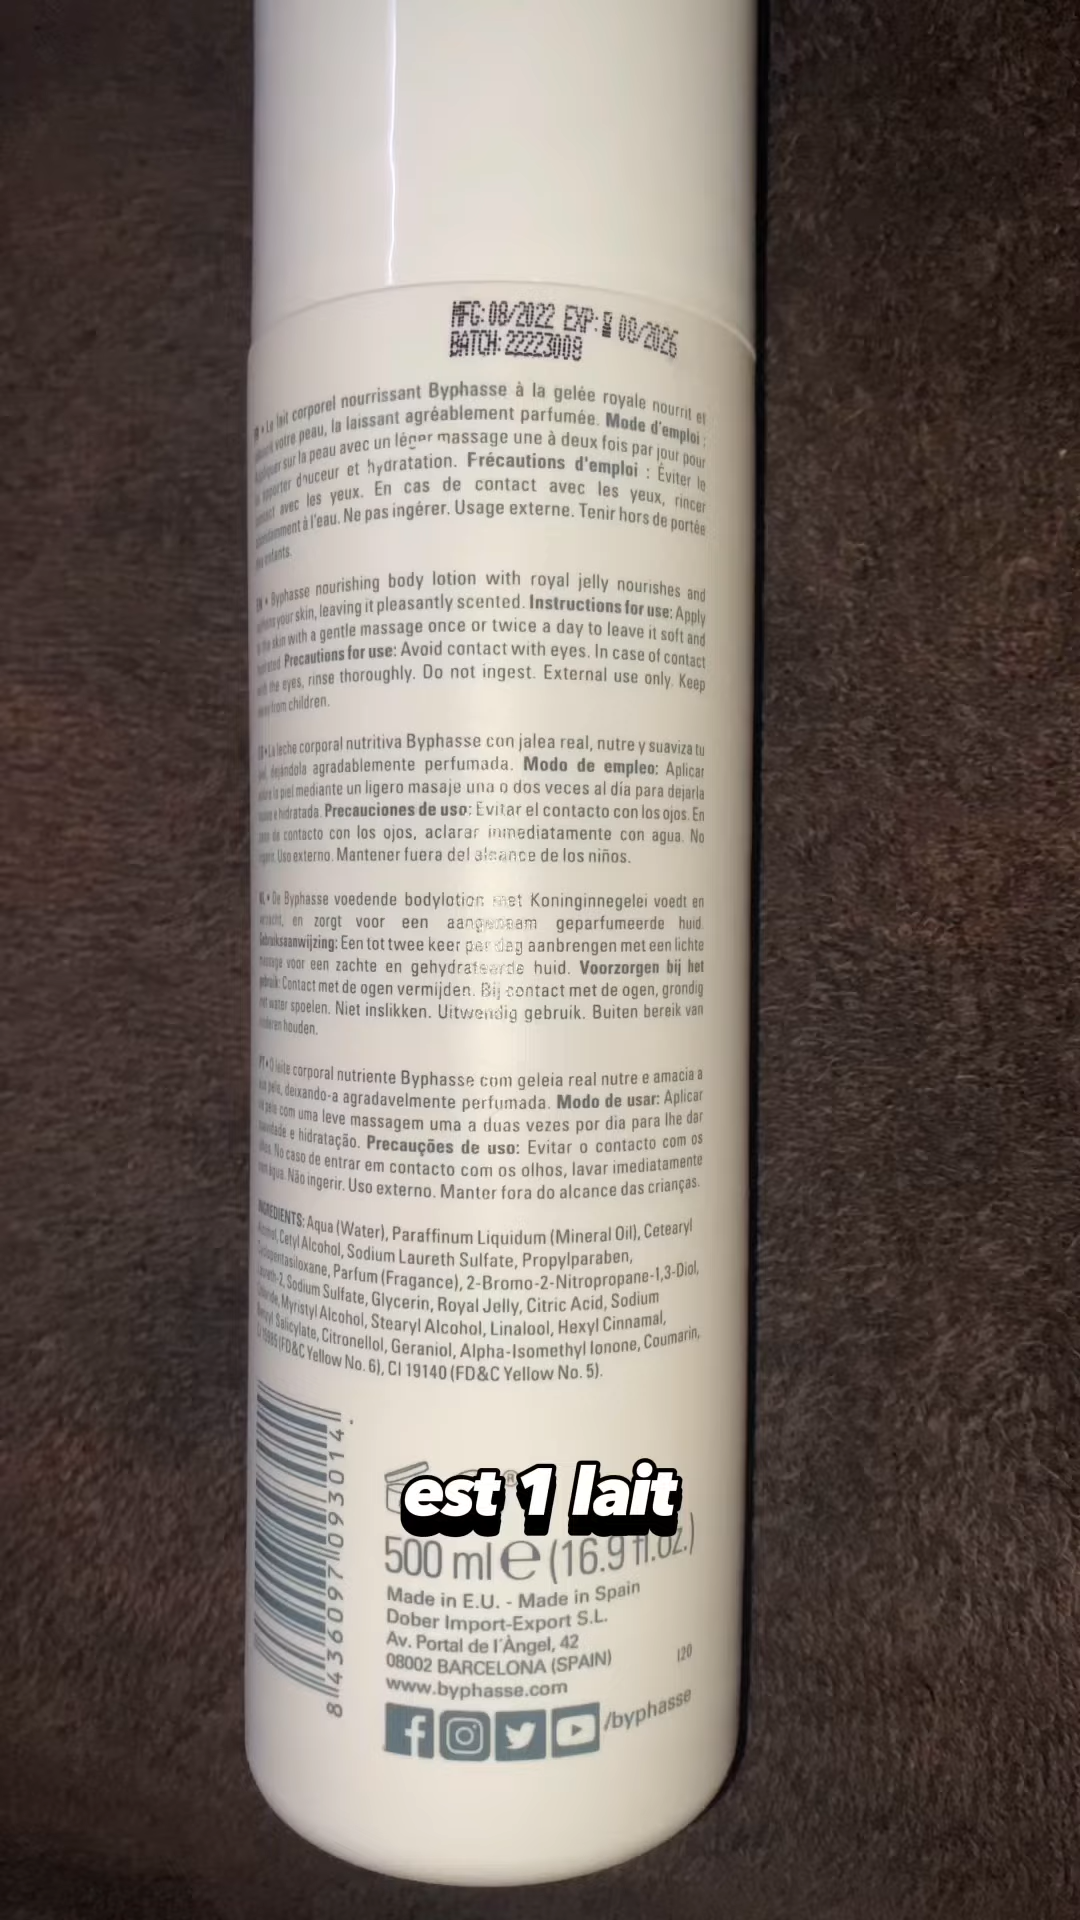 MFG: 08/2022 EXP: 08/2026
BATCH: 22223008
lait corporel nourrissant Byphasse à la gelée royale nourrit et
votre peau, la laissant agréablement parfumée. Mode d'emploi :
sur la peau avec un léger massage une à deux fois par jour pour
apporter douceur et hydratation. Précautions d'emploi : Éviter le
avec les yeux. En cas de contact avec les yeux, rincer
à l'eau. Ne pas ingérer. Usage externe. Tenir hors de portée
enfants.
EN • Byphasse nourishing body lotion with royal jelly nourishes and
your skin, leaving it pleasantly scented. Instructions for use: Apply
the skin with a gentle massage once or twice a day to leave it soft and
Precautions for use: Avoid contact with eyes. In case of contact
the eyes, rinse thoroughly. Do not ingest. External use only. Keep
from children.
La leche corporal nutritiva Byphasse con jalea real, nutre y suaviza tu
dejándola agradablemente perfumada. Modo de empleo: Aplicar
la piel mediante un ligero masaje una o dos veces al día para dejarla
e hidratada. Precauciones de uso: Evitar el contacto con los ojos. En
de contacto con los ojos, aclarar inmediatamente con agua. No
Uso externo. Mantener fuera del alcance de los niños.
NL • De Byphasse voedende bodylotion met Koninginnegelei voedt en
en zorgt voor een aangenaam geparfumeerde huid.
Gebruiksaanwijzing: Een tot twee keer per dag aanbrengen met een lichte
massage voor een zachte en gehydrateerde huid. Voorzorgen bij het
gebruik: Contact met de ogen vermijden. Bij contact met de ogen, grondig
met water spoelen. Niet inslikken. Uitwendig gebruik. Buiten bereik van
houden.
PT • O leite corporal nutriente Byphasse com geleia real nutre e amacia a
pele, deixando-a agradavelmente perfumada. Modo de usar: Aplicar
pele com uma leve massagem uma a duas vezes por dia para lhe dar
e hidratação. Precauções de uso: Evitar o contacto com os
No caso de entrar em contacto com os olhos, lavar imediatamente
água. Não ingerir. Uso externo. Manter fora do alcance das crianças.
INGREDIENTS: Aqua (Water), Paraffinum Liquidum (Mineral Oil), Cetearyl
Alcohol, Cetyl Alcohol, Sodium Laureth Sulfate, Propylparaben,
Cyclopentasiloxane, Parfum (Fragance), 2-Bromo-2-Nitropropane-1,3-Diol,
Laureth-2, Sodium Sulfate, Glycerin, Royal Jelly, Citric Acid, Sodium
Chloride, Myristyl Alcohol, Stearyl Alcohol, Linalool, Hexyl Cinnamal,
Benzyl Salicylate, Citronellol, Geraniol, Alpha-Isomethyl Ionone, Coumarin,
CI 15985 (FD&C Yellow No. 6), CI 19140 (FD&C Yellow No. 5).
8 436097 093014
est 1 lait
500 ml e (16.9 fl.oz.)
Made in E.U. - Made in Spain
Dober Import-Export S.L.
Av. Portal de l'Àngel, 42
08002 BARCELONA (SPAIN)
120
www.byphasse.com
/byphasse